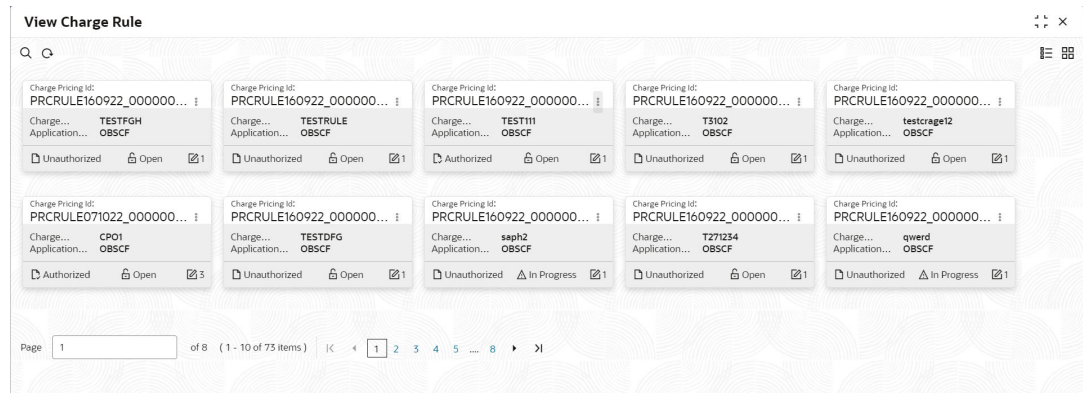 View Charge Rule
Charge Pricing Id:
PRCRULE160922_000000...
Charge... TESTFGH
Application... OBSCF
Unauthorized Open 1
Charge Pricing Id:
PRCRULE160922_000000...
Charge... TESTRULE
Application... OBSCF
Unauthorized Open 1
Charge Pricing Id:
PRCRULE160922_000000...
Charge... TEST111
Application... OBSCF
Authorized Open 1
Charge Pricing Id:
PRCRULE160922_000000...
Charge... T3102
Application... OBSCF
Unauthorized Open 1
Charge Pricing Id:
PRCRULE160922_000000...
Charge... testcrage12
Application... OBSCF
Unauthorized Open 1
Charge Pricing Id:
PRCRULE071022_000000...
Charge... CPO1
Application... OBSCF
Authorized Open 3
Charge Pricing Id:
PRCRULE160922_000000...
Charge... TESTDFG
Application... OBSCF
Unauthorized Open 1
Charge Pricing Id:
PRCRULE160922_000000...
Charge... saph2
Application... OBSCF
Unauthorized In Progress 1
Charge Pricing Id:
PRCRULE160922_000000...
Charge... T271234
Application... OBSCF
Unauthorized Open 1
Charge Pricing Id:
PRCRULE160922_000000...
Charge... qwerd
Application... OBSCF
Unauthorized In Progress 1
Page 1 of 8 (1 - 10 of 73 items) 1 2 3 4 5 .... 8